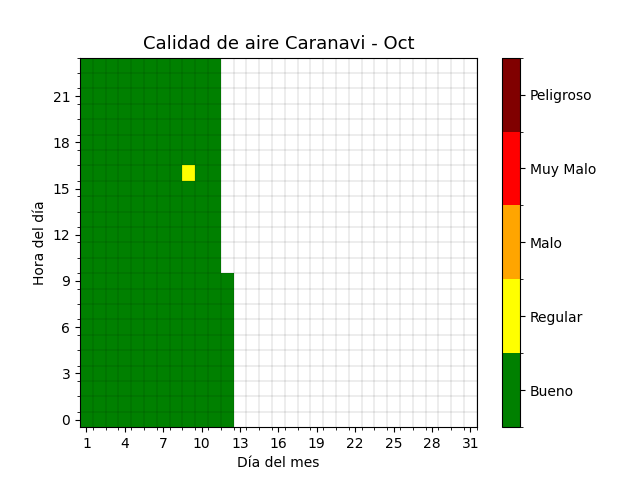 Calidad de aire Caranavi - Oct
Hora del día
21
18
15
12
9
6
3
0
1 4 7 10 13 16 19 22 25 28 31
Día del mes
Peligroso
Muy Malo
Malo
Regular
Bueno